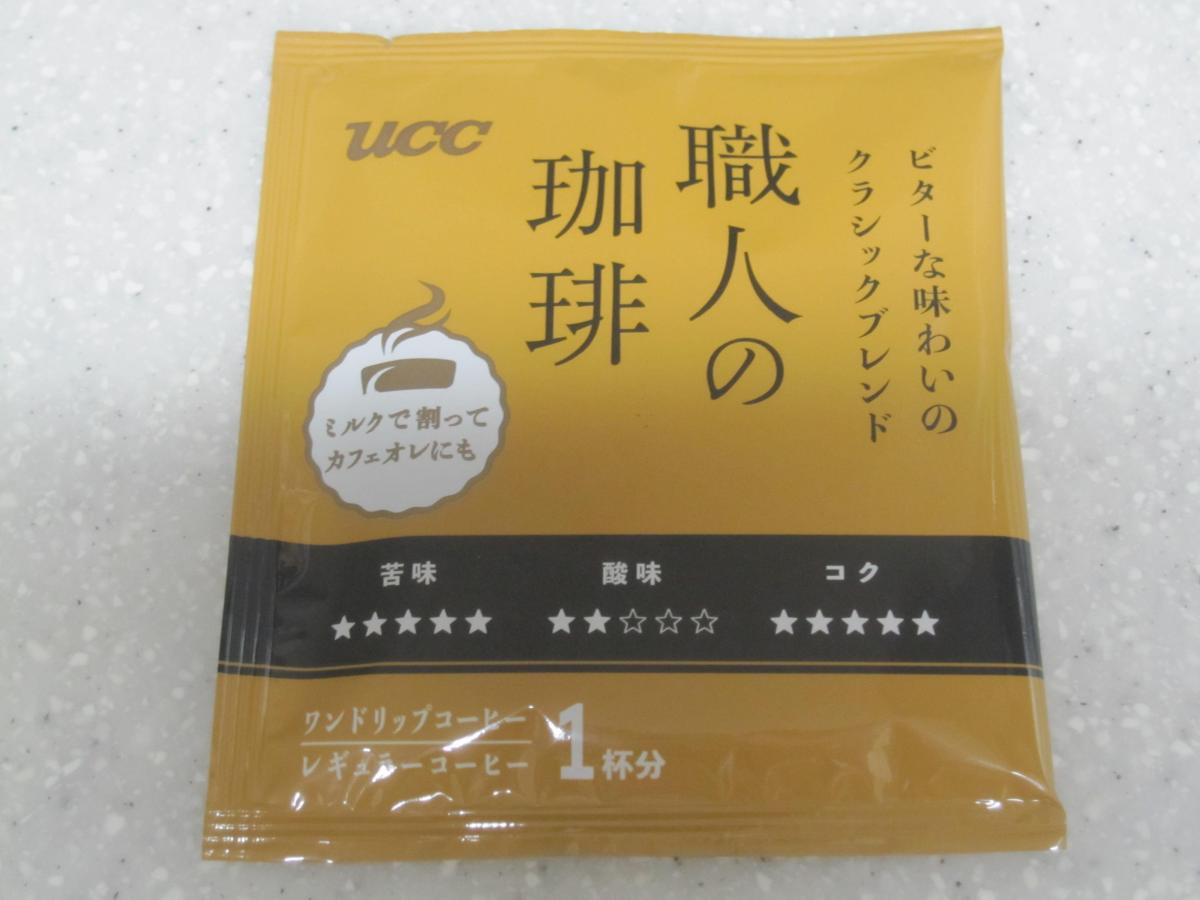 UCC
職人の
珈琲
ビターな味わいの
クラシックブレンド
ミルクで割って
カフェオレにも
苦味
酸味
コク
★★★★★
★★☆☆☆
★★★★★
ワンドリップコーヒー
レギュラーコーヒー
1杯分